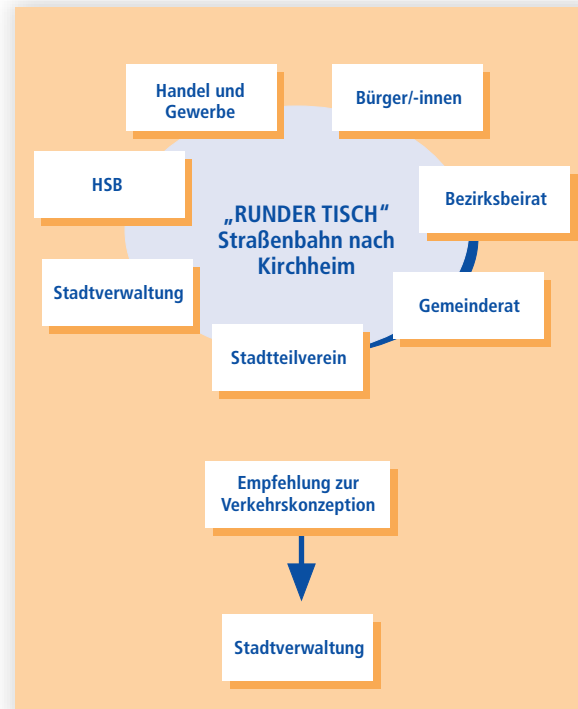 Handel und
Gewerbe
Bürger/-innen
HSB
Bezirksbeirat
„RUNDER TISCH“
Straßenbahn nach
Kirchheim
Stadtverwaltung
Gemeinderat
Stadtteilverein
Empfehlung zur
Verkehrskonzeption
Stadtverwaltung